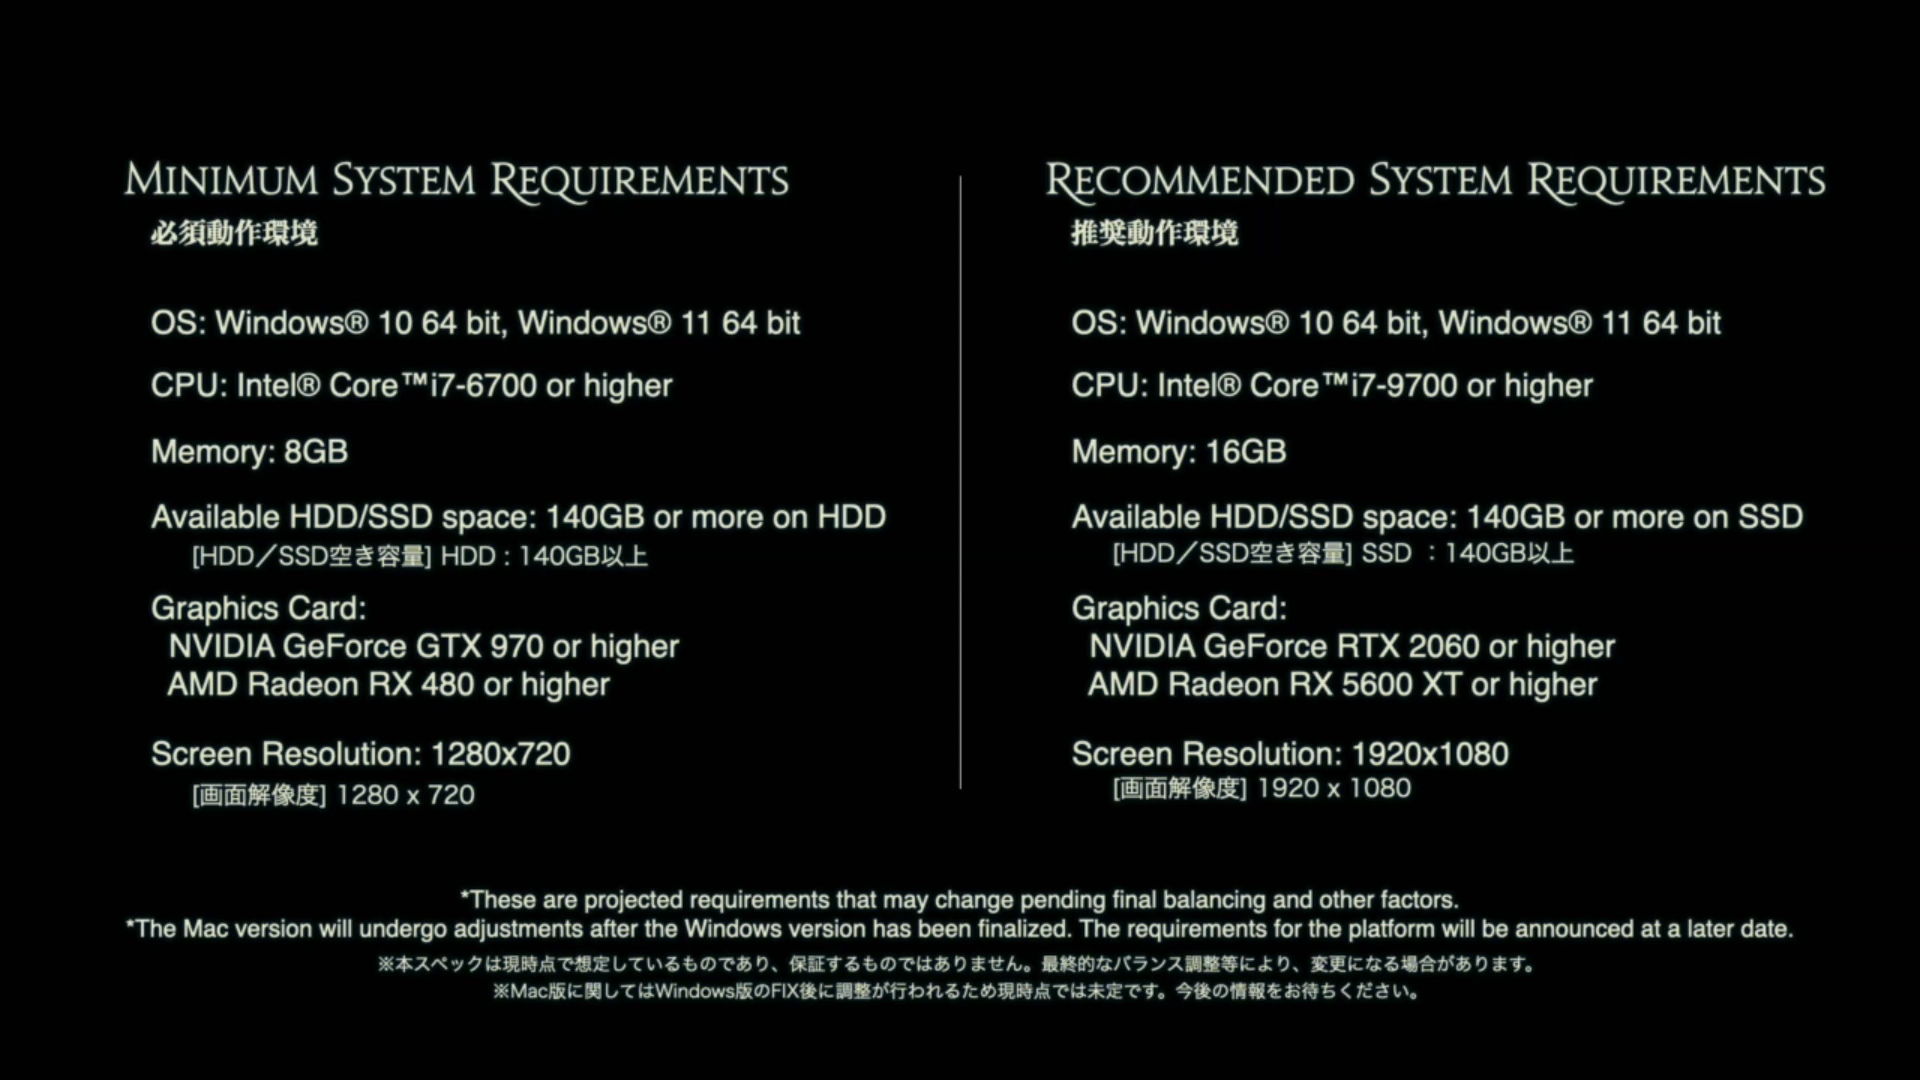 MINIMUM SYSTEM REQUIREMENTS
必須動作環境
OS: Windows® 10 64 bit, Windows® 11 64 bit
CPU: Intel® Core™i7-6700 or higher
Memory: 8GB
Available HDD/SSD space: 140GB or more on HDD
[HDD／SSD空き容量] HDD : 140GB以上
Graphics Card:
NVIDIA GeForce GTX 970 or higher
AMD Radeon RX 480 or higher
Screen Resolution: 1280x720
[画面解像度] 1280 x 720
RECOMMENDED SYSTEM REQUIREMENTS
推奨動作環境
OS: Windows® 10 64 bit, Windows® 11 64 bit
CPU: Intel® Core™i7-9700 or higher
Memory: 16GB
Available HDD/SSD space: 140GB or more on SSD
[HDD／SSD空き容量] SSD ：140GB以上
Graphics Card:
NVIDIA GeForce RTX 2060 or higher
AMD Radeon RX 5600 XT or higher
Screen Resolution: 1920x1080
[画面解像度] 1920 x 1080
*These are projected requirements that may change pending final balancing and other factors.
*The Mac version will undergo adjustments after the Windows version has been finalized. The requirements for the platform will be announced at a later date.
※本スペックは現時点で想定しているものであり、保証するものではありません。最終的なバランス調整等により、変更になる場合があります。
※Mac版に関してはWindows版のFIX後に調整が行われるため現時点では未定です。今後の情報をお待ちください。